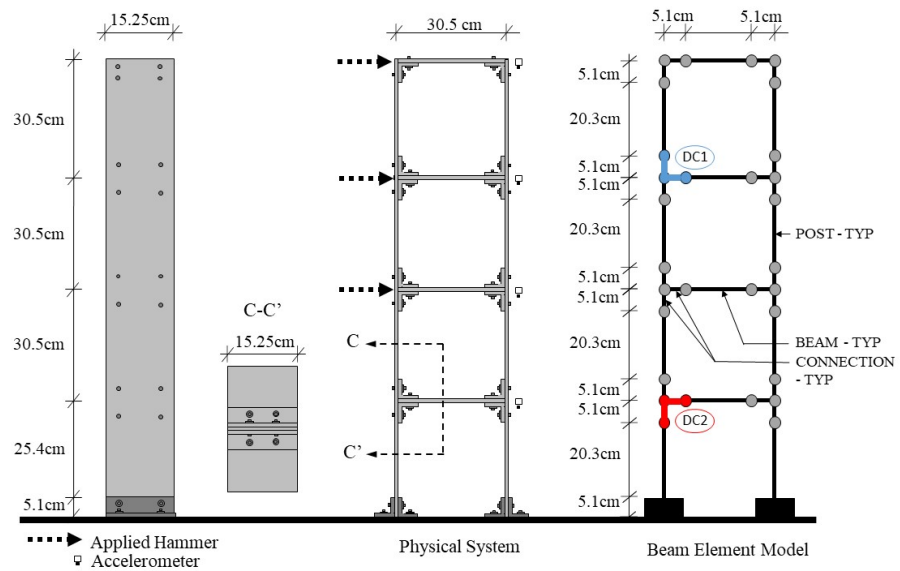 15.25cm
30.5cm
30.5cm
30.5cm
25.4cm
5.1cm
C-C’
15.25cm
30.5 cm
C
C’
5.1cm
5.1cm
5.1cm
20.3cm
5.1cm
5.1cm
20.3cm
5.1cm
5.1cm
20.3cm
5.1cm
5.1cm
20.3cm
5.1cm
DC1
DC2
POST - TYP
BEAM - TYP
CONNECTION
- TYP
Applied Hammer
Accelerometer
Physical System
Beam Element Model